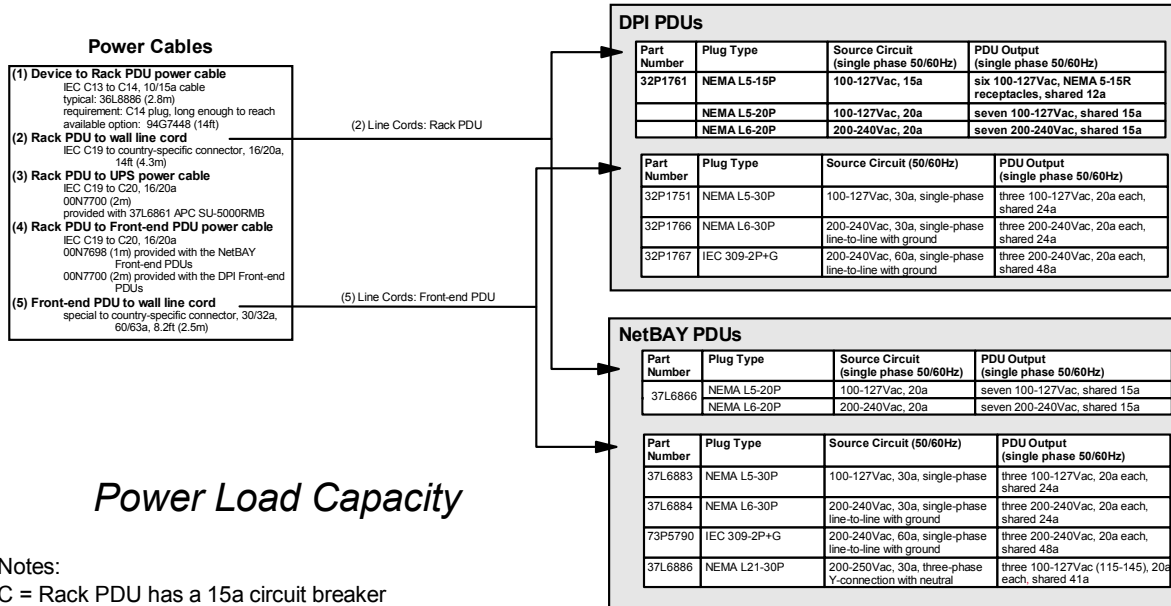 Power Cables
(1) Device to Rack PDU power cable
IEC C13 to C14, 10/15a cable
typical: 36L8886 (2.8m)
requirement: C14 plug, long enough to reach
available option: 94G7448 (14ft)
(2) Rack PDU to wall line cord
IEC C19 to country-specific connector, 16/20a,
14ft (4.3m)
(3) Rack PDU to UPS power cable
IEC C19 to C20, 16/20a
00N7700 (2m)
provided with 37L6861 APC SU-5000RMB
(4) Rack PDU to Front-end PDU power cable
IEC C19 to C20, 16/20a
00N7698 (1m) provided with the NetBAY
Front-end PDUs
00N7700 (2m) provided with the DPI Front-end
PDUs
(5) Front-end PDU to wall line cord
special to country-specific connector, 30/32a,
60/63a, 8.2ft (2.5m)
(2) Line Cords: Rack PDU
(5) Line Cords: Front-end PDU
DPI PDUs
Part Number Plug Type Source Circuit (single phase 50/60Hz) PDU Output (single phase 50/60Hz)
32P1761 NEMA L5-15P 100-127Vac, 15a six 100-127Vac, NEMA 5-15R receptacles, shared 12a
NEMA L5-20P 100-127Vac, 20a seven 100-127Vac, shared 15a
NEMA L6-20P 200-240Vac, 20a seven 200-240Vac, shared 15a
Part Number Plug Type Source Circuit (50/60Hz) PDU Output (single phase 50/60Hz)
32P1751 NEMA L5-30P 100-127Vac, 30a, single-phase three 100-127Vac, 20a each, shared 24a
32P1766 NEMA L6-30P 200-240Vac, 30a, single-phase line-to-line with ground three 200-240Vac, 20a each, shared 24a
32P1767 IEC 309-2P+G 200-240Vac, 60a, single-phase line-to-line with ground three 200-240Vac, 20a each, shared 48a
NetBAY PDUs
Part Number Plug Type Source Circuit (single phase 50/60Hz) PDU Output (single phase 50/60Hz)
37L6866 NEMA L5-20P 100-127Vac, 20a seven 100-127Vac, shared 15a
NEMA L6-20P 200-240Vac, 20a seven 200-240Vac, shared 15a
Part Number Plug Type Source Circuit (50/60Hz) PDU Output (single phase 50/60Hz)
37L6883 NEMA L5-30P 100-127Vac, 30a, single-phase three 100-127Vac, 20a each, shared 24a
37L6884 NEMA L6-30P 200-240Vac, 30a, single-phase line-to-line with ground three 200-240Vac, 20a each, shared 24a
73P5790 IEC 309-2P+G 200-240Vac, 60a, single-phase line-to-line with ground three 200-240Vac, 20a each, shared 48a
37L6886 NEMA L21-30P 200-250Vac, 30a, three-phase Y-connection with neutral three 100-127Vac (115-145), 20a each, shared 41a
Power Load Capacity
Notes:
C = Rack PDU has a 15a circuit breaker